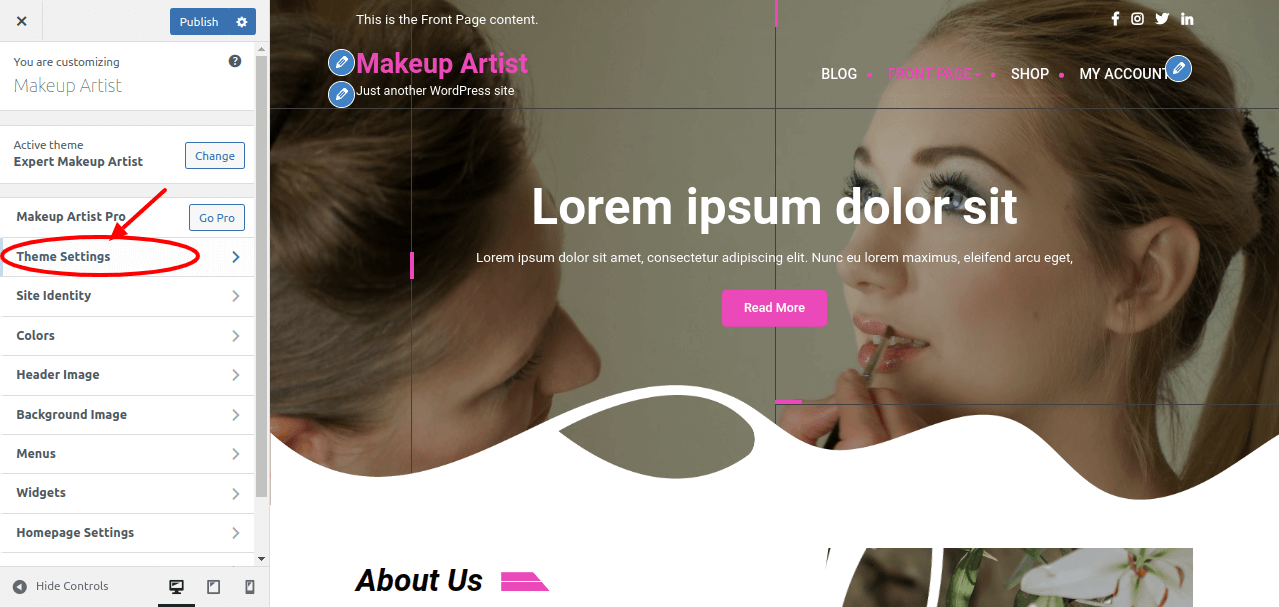 Publish
You are customizing
Makeup Artist
Active theme
Expert Makeup Artist
Change
Makeup Artist Pro
Go Pro
Theme Settings
Site Identity
Colors
Header Image
Background Image
Menus
Widgets
Homepage Settings
Hide Controls
This is the Front Page content.
Makeup Artist
Just another WordPress site
BLOG
FRONT PAGE
SHOP
MY ACCOUNT
Lorem ipsum dolor sit
Lorem ipsum dolor sit amet, consectetur adipiscing elit. Nunc eu lorem maximus, eleifend arcu eget,
Read More
About Us